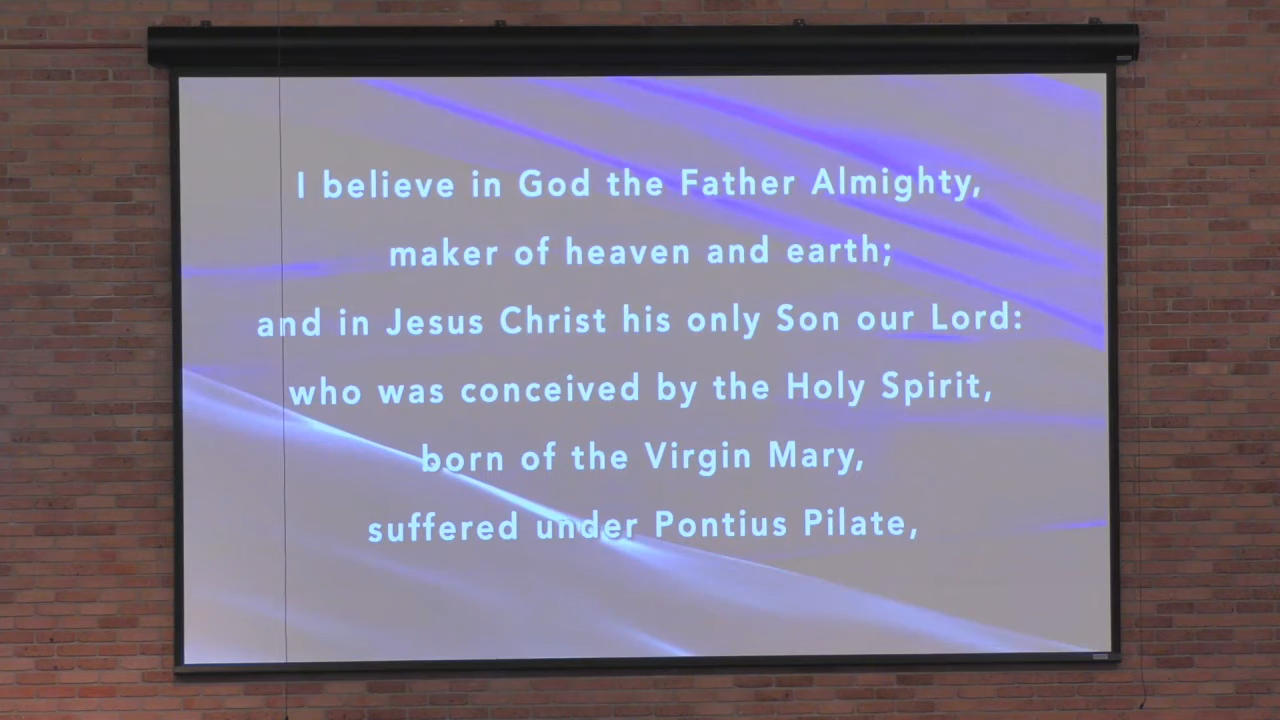 I believe in God the Father Almighty,
maker of heaven and earth;
and in Jesus Christ his only Son our Lord:
who was conceived by the Holy Spirit,
born of the Virgin Mary,
suffered under Pontius Pilate,